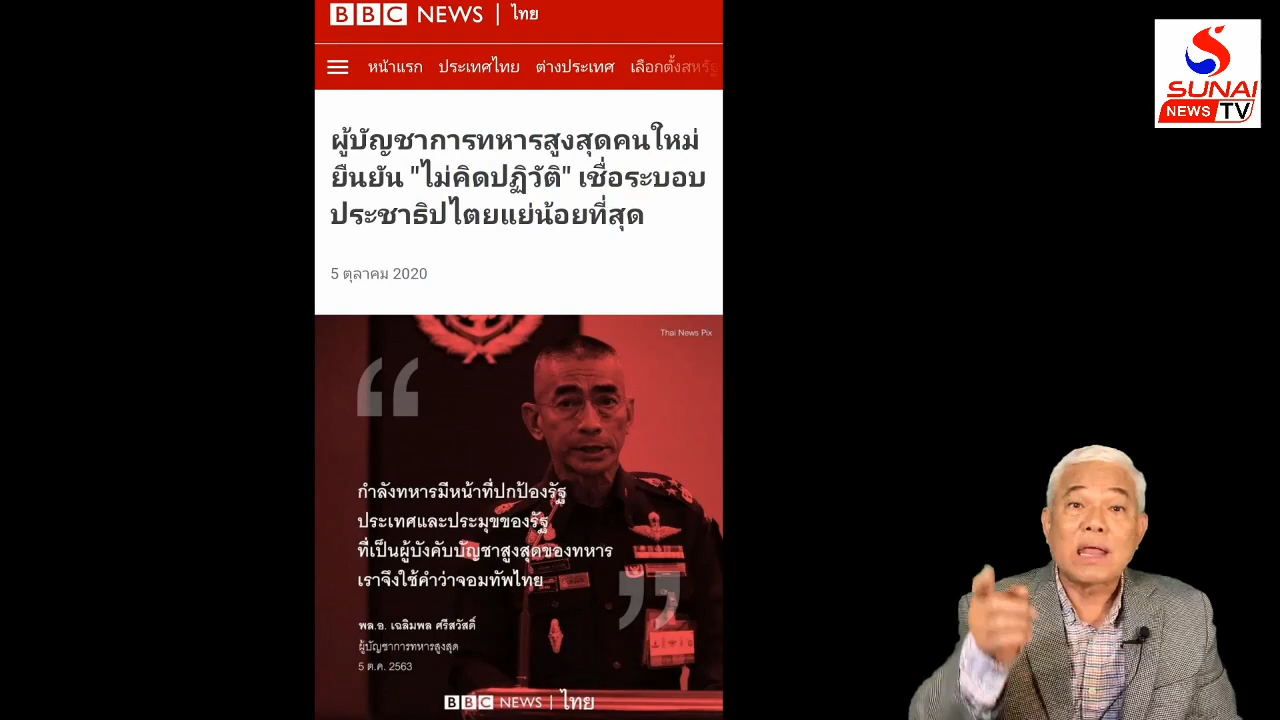 BBC NEWS | ไทย
หน้าแรก ประเทศไทย ต่างประเทศ เลือกตั้งสหรัฐ
ผู้บัญชาการทหารสูงสุดคนใหม่
ยืนยัน "ไม่คิดปฏิวัติ" เชื่อระบอบ
ประชาธิปไตยแย่น้อยที่สุด
5 ตุลาคม 2020
Thai News Pix
“
กำลังทหารมีหน้าที่ปกป้องรัฐ
ประเทศและประมุขของรัฐ
ที่เป็นผู้บังคับบัญชาสูงสุดของทหาร
เราจึงใช้คำว่าจอมทัพไทย
”
พล.อ. เฉลิมพล ศรีสวัสดิ์
ผู้บัญชาการทหารสูงสุด
5 ต.ค. 2563
BBC NEWS | ไทย
SUNAI
NEWS TV